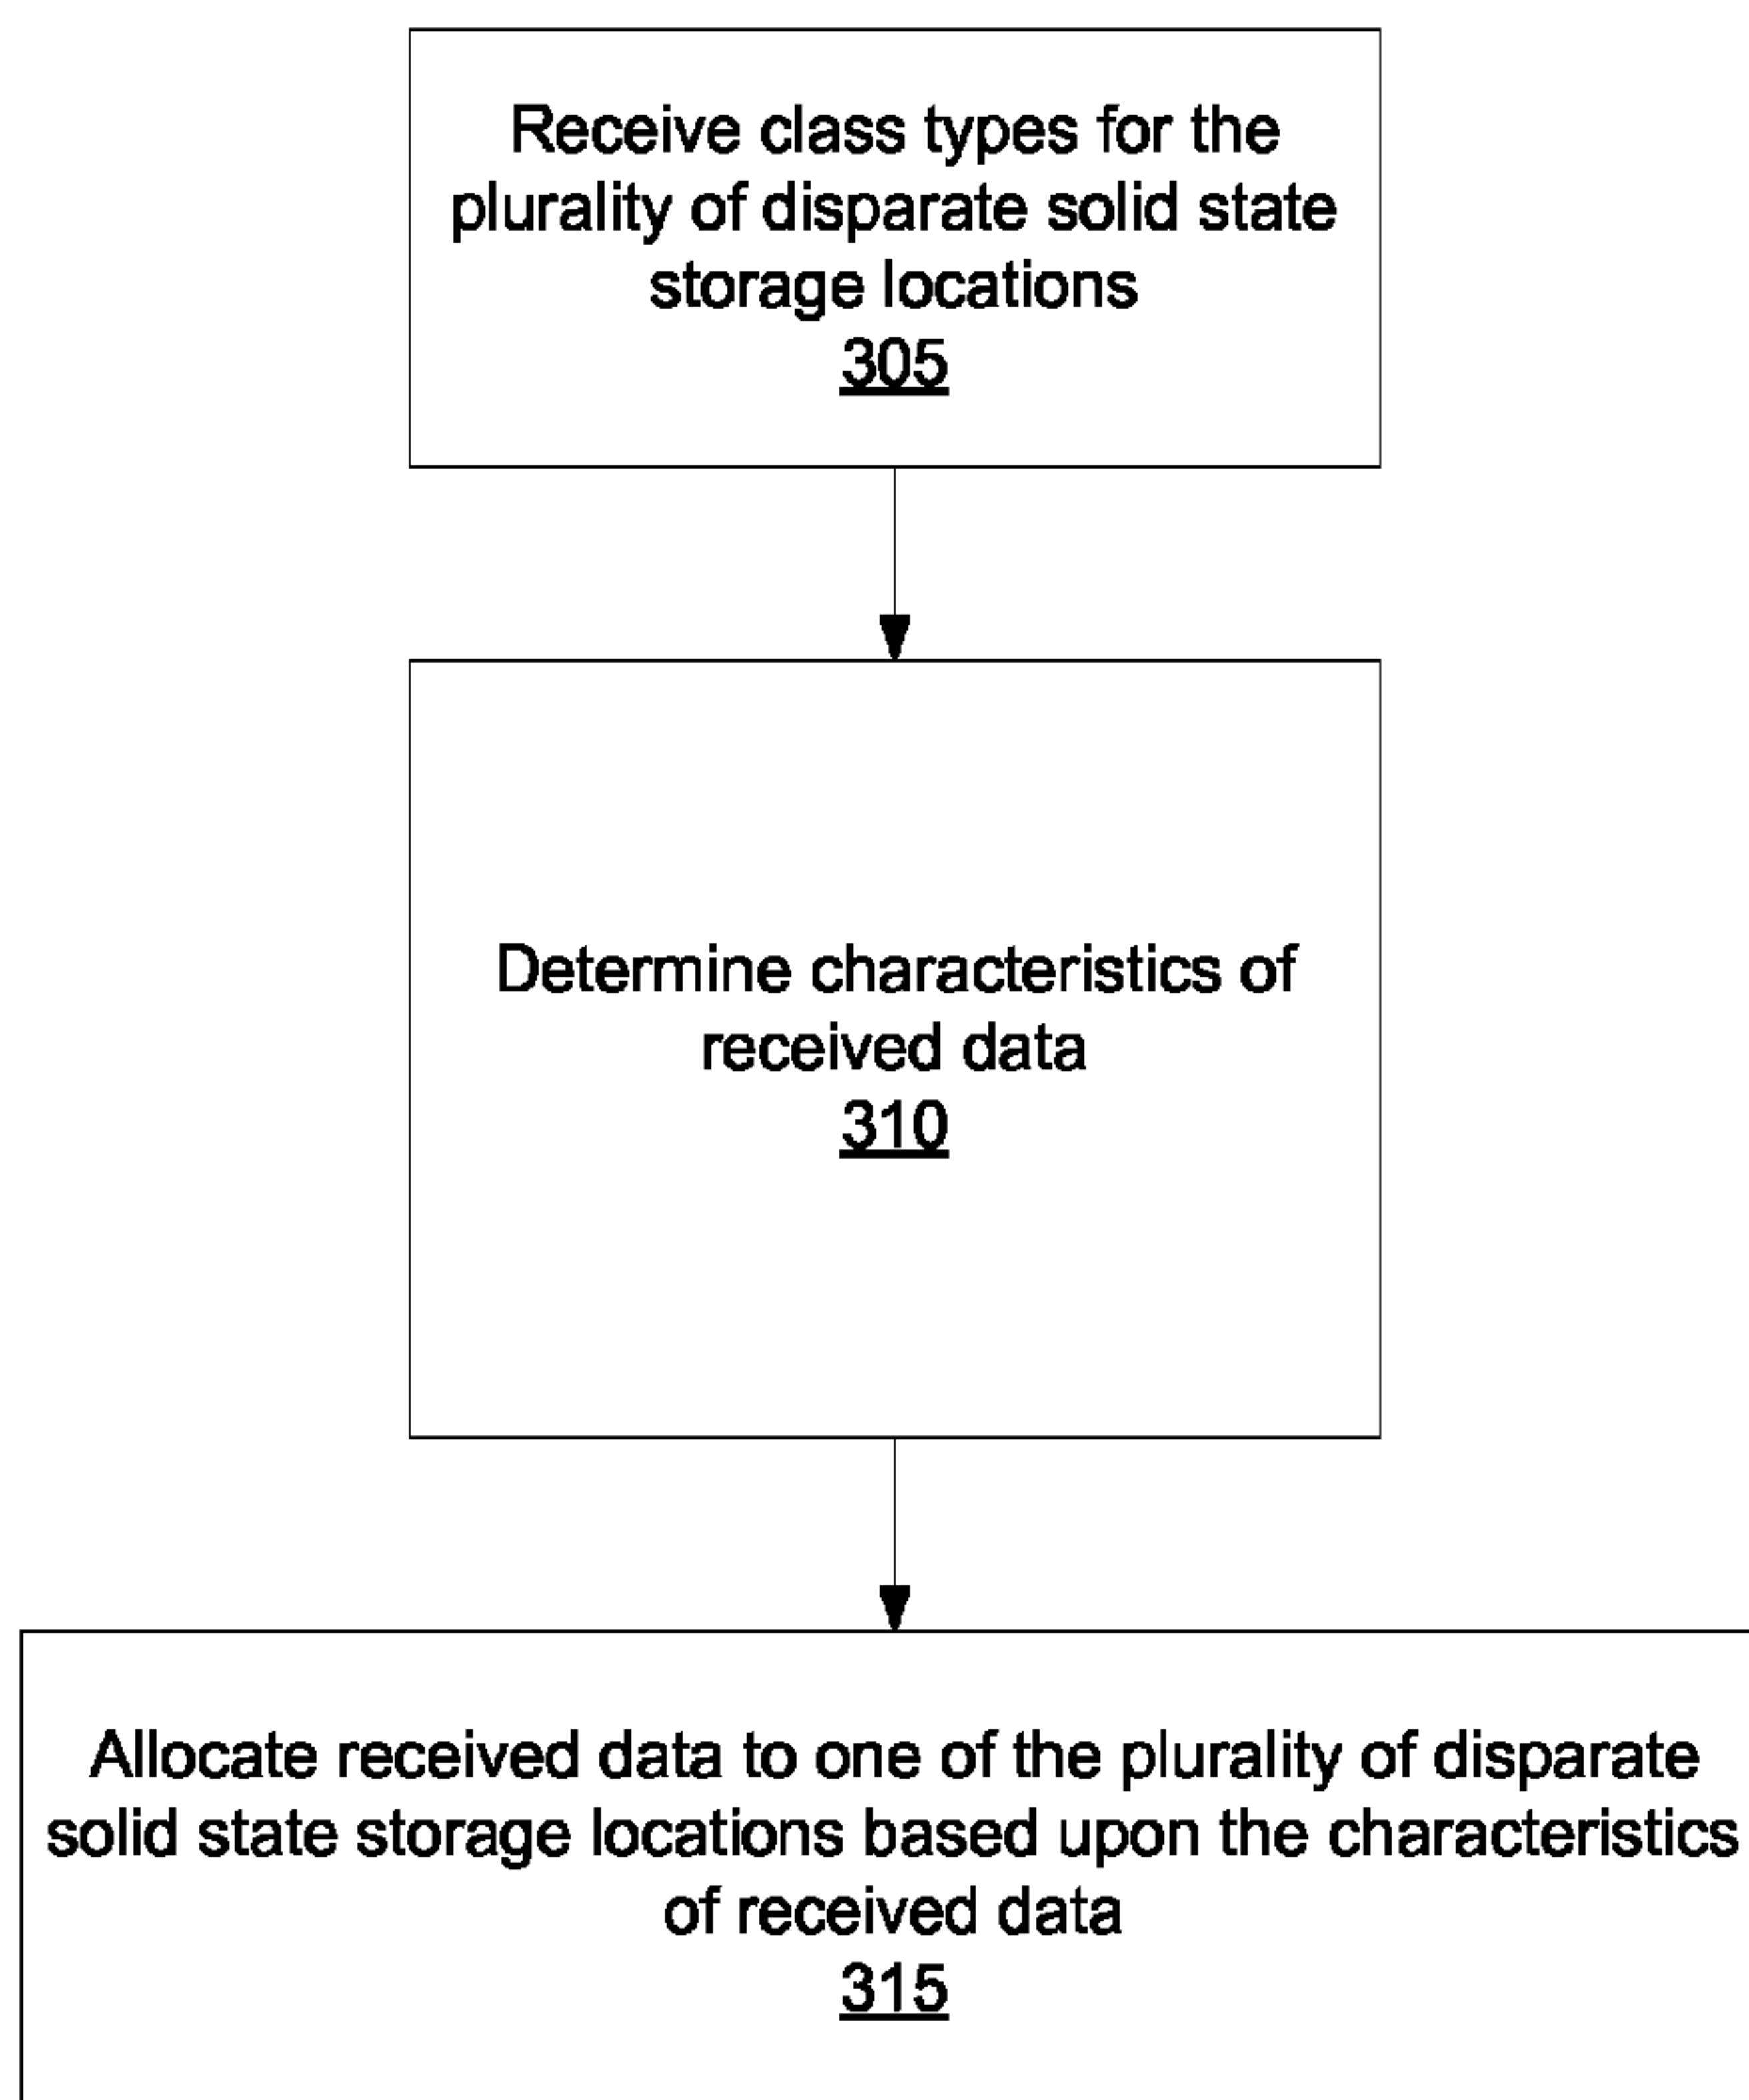 Receive class types for the
plurality of disparate solid state
storage locations
305
Determine characteristics of
received data
310
Allocate received data to one of the plurality of disparate
solid state storage locations based upon the characteristics
of received data
315